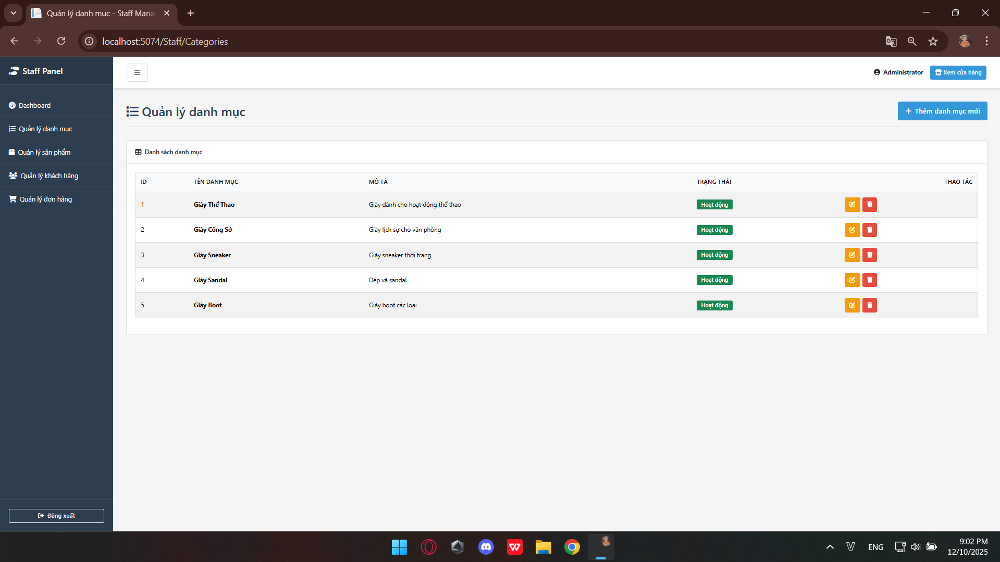 Quản lý danh mục - Staff Mana
localhost:5074/Staff/Categories
Staff Panel
Administrator
Xem cửa hàng
Dashboard
Quản lý danh mục
Quản lý sản phẩm
Quản lý khách hàng
Quản lý đơn hàng
Đăng xuất
Quản lý danh mục
Thêm danh mục mới
Danh sách danh mục
ID TÊN DANH MỤC MÔ TẢ TRẠNG THÁI THAO TÁC
1 Giày Thể Thao Giày dành cho hoạt động thể thao Hoạt động
2 Giày Công Sở Giày lịch sự cho văn phòng Hoạt động
3 Giày Sneaker Giày sneaker thời trang Hoạt động
4 Giày Sandal Dép và sandal Hoạt động
5 Giày Boot Giày boot các loại Hoạt động
ENG
9:02 PM
12/10/2025